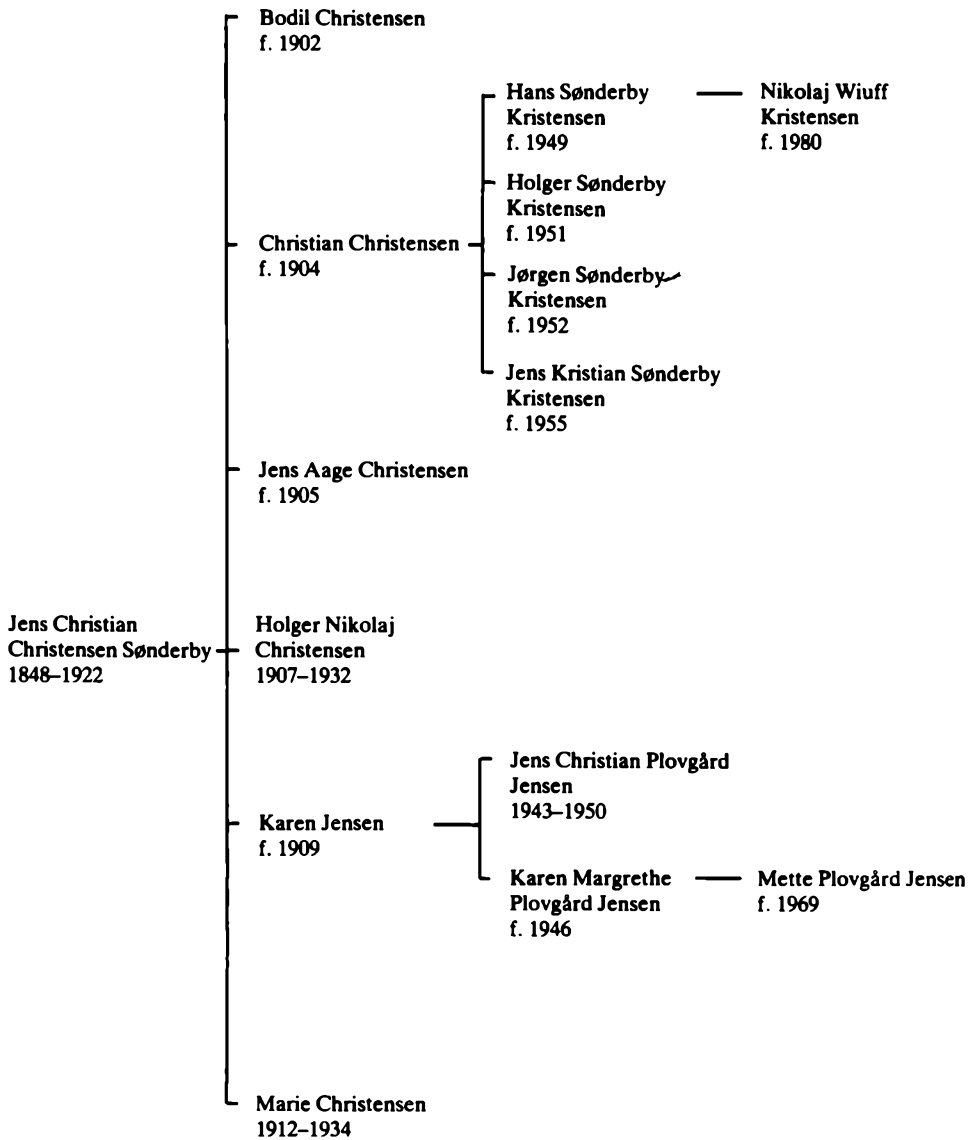 Bodil Christensen
f. 1902
Hans Sønderby
Kristensen
f. 1949
Nikolaj Wiuff
Kristensen
f. 1980
Holger Sønderby
Kristensen
f. 1951
Christian Christensen
f. 1904
Jørgen Sønderby
Kristensen
f. 1952
Jens Kristian Sønderby
Kristensen
f. 1955
Jens Aage Christensen
f. 1905
Jens Christian
Christensen Sønderby
1848–1922
Holger Nikolaj
Christensen
1907–1932
Jens Christian Plovgård
Jensen
1943–1950
Karen Jensen
f. 1909
Karen Margrethe
Plovgård Jensen
f. 1946
Mette Plovgård Jensen
f. 1969
Marie Christensen
1912–1934